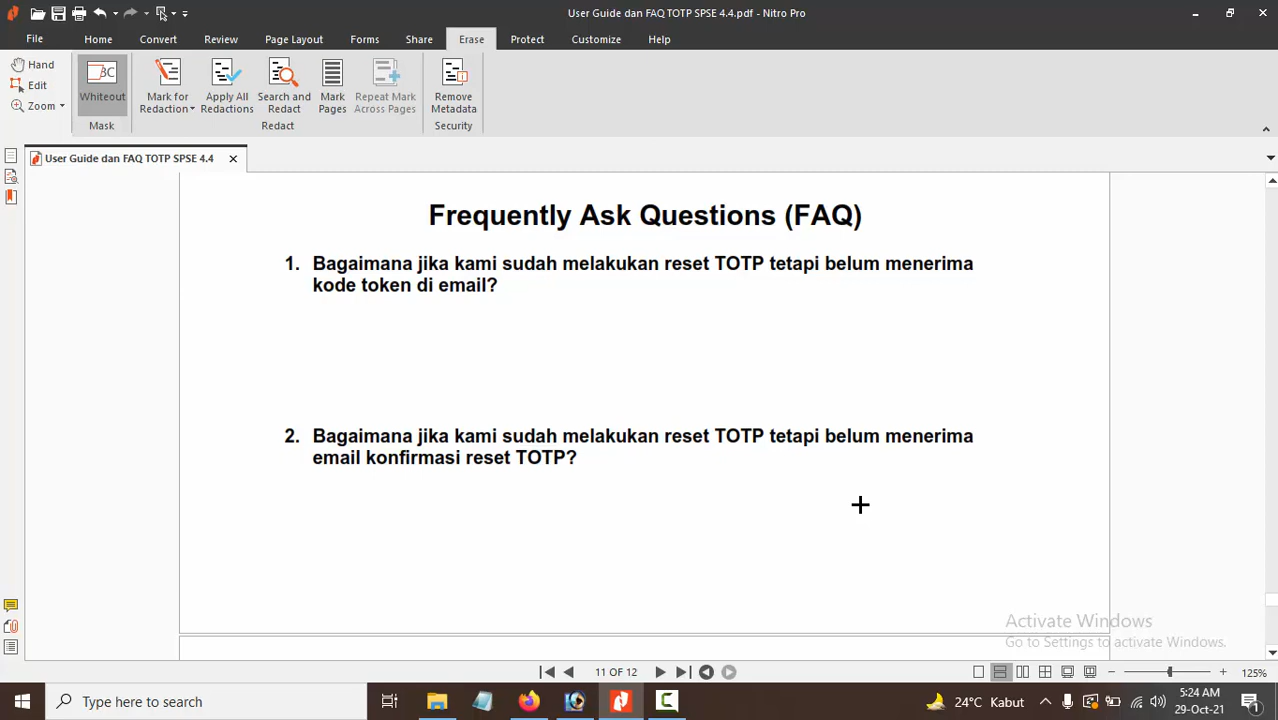 User Guide dan FAQ TOTP SPSE 4.4.pdf - Nitro Pro
File Home Convert Review Page Layout Forms Share Erase Protect Customize Help
Hand
Edit
Zoom
Whiteout
Mask
Mark for Redaction
Apply All Redactions
Search and Redact
Mark Pages
Repeat Mark Across Pages
Redact
Remove Metadata
Security
User Guide dan FAQ TOTP SPSE 4.4
Frequently Ask Questions (FAQ)
1. Bagaimana jika kami sudah melakukan reset TOTP tetapi belum menerima
kode token di email?
2. Bagaimana jika kami sudah melakukan reset TOTP tetapi belum menerima
email konfirmasi reset TOTP?
Activate Windows
Go to Settings to activate Windows.
11 OF 12
125%
Type here to search
24°C Kabut
5:24 AM
29-Oct-21
1